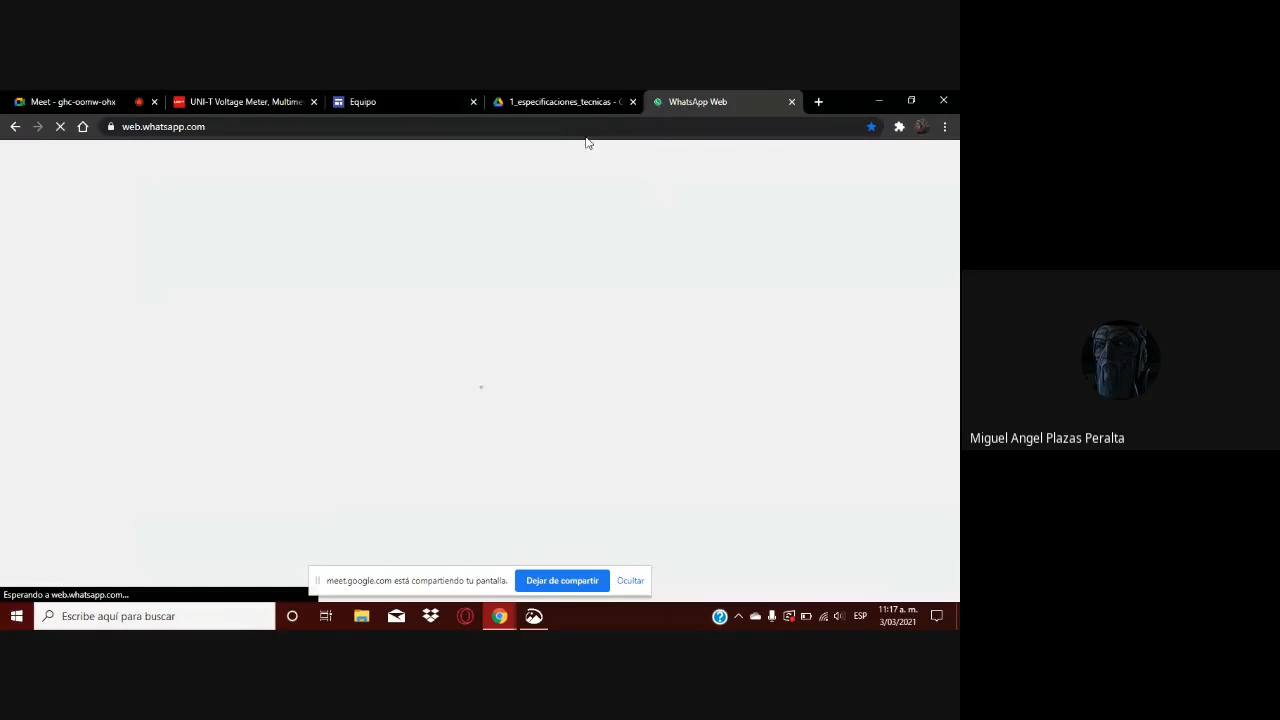 Meet - ghc-oomw-ohx
UNI-T Voltage Meter, Multime
Equipo
1_especificaciones_tecnicas - G
WhatsApp Web
web.whatsapp.com
Miguel Angel Plazas Peralta
meet.google.com está compartiendo tu pantalla.
Dejar de compartir
Ocultar
Esperando a web.whatsapp.com...
Escribe aquí para buscar
ESP
11:17 a. m.
3/03/2021